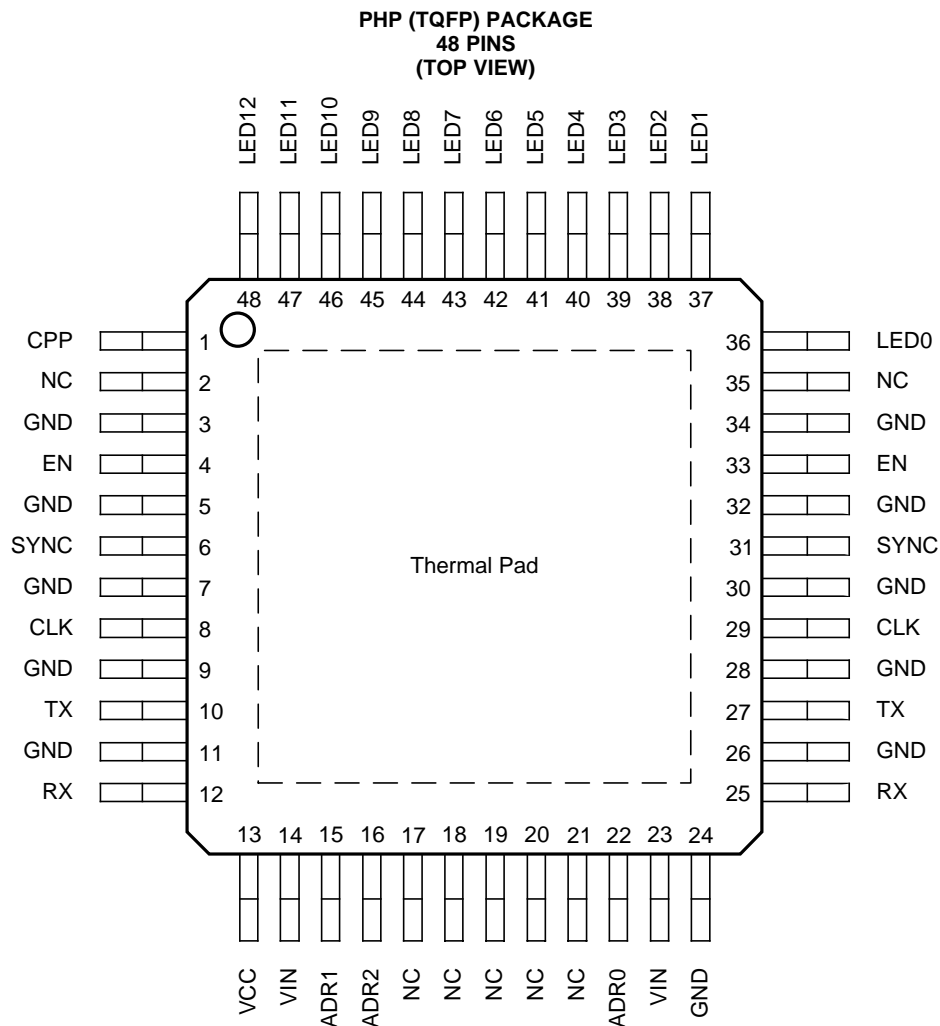 PHP (TQFP) PACKAGE
48 PINS
(TOP VIEW)
LED12 LED11 LED10 LED9 LED8 LED7 LED6 LED5 LED4 LED3 LED2 LED1
48 47 46 45 44 43 42 41 40 39 38 37
CPP 1 36 LED0
NC 2 35 NC
GND 3 34 GND
EN 4 33 EN
GND 5 32 GND
SYNC 6 31 SYNC
Thermal Pad
GND 7 30 GND
CLK 8 29 CLK
GND 9 28 GND
TX 10 27 TX
GND 11 26 GND
RX 12 25 RX
13 14 15 16 17 18 19 20 21 22 23 24
VCC VIN ADR1 ADR2 NC NC NC NC NC ADR0 VIN GND